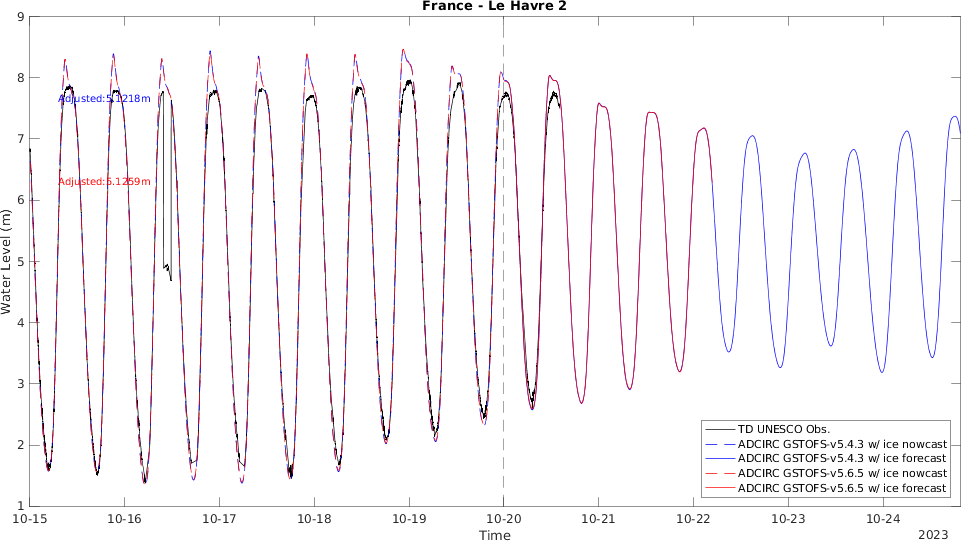 France - Le Havre 2
9
8
7
6
5
4
3
2
1
Adjusted:5.1218m
Adjusted:5.1259m
Water Level (m)
10-15
10-16
10-17
10-18
10-19
10-20
10-21
10-22
10-23
10-24
Time
2023
TD UNESCO Obs.
ADCIRC GSTOFS-v5.4.3 w/ ice nowcast
ADCIRC GSTOFS-v5.4.3 w/ ice forecast
ADCIRC GSTOFS-v5.6.5 w/ ice nowcast
ADCIRC GSTOFS-v5.6.5 w/ ice forecast